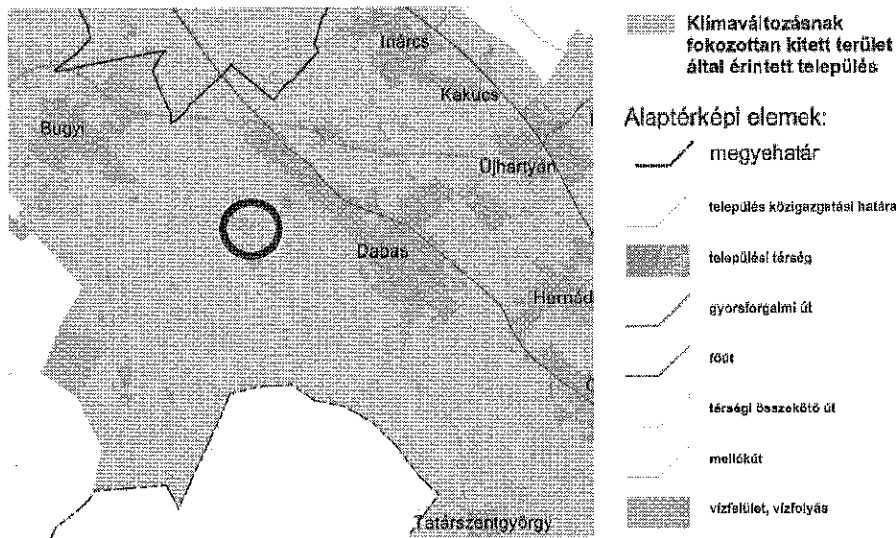 Inárcs
Kakucs
Bugyi
Újhartyán
Dabas
Hernád
Tatárszentgyörgy
Klímaváltozásnak
fokozottan kitett terület
által érintett település
Alaptérképi elemek:
megyehatár
település közigazgatási határa
települési térség
gyorsforgalmi út
főút
térségi összekötő út
mellékút
vízfelület, vízfolyás